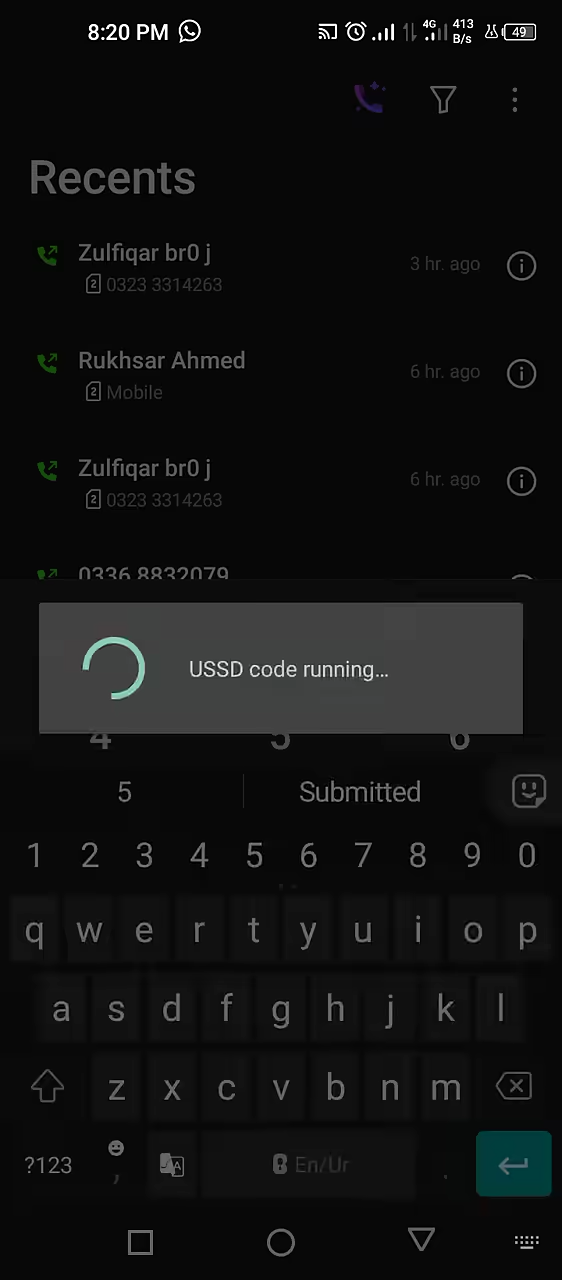 8:20 PM
4G 413 B/s 49
Recents
Zulfiqar br0 j
3 hr. ago
2 0323 3314263
Rukhsar Ahmed
6 hr. ago
2 Mobile
Zulfiqar br0 j
6 hr. ago
2 0323 3314263
0336 8832079
USSD code running...
4 5 6
5 Submitted
1 2 3 4 5 6 7 8 9 0
q w e r t y u i o p
a s d f g h j k l
z x c v b n m
?123 , En/Ur .